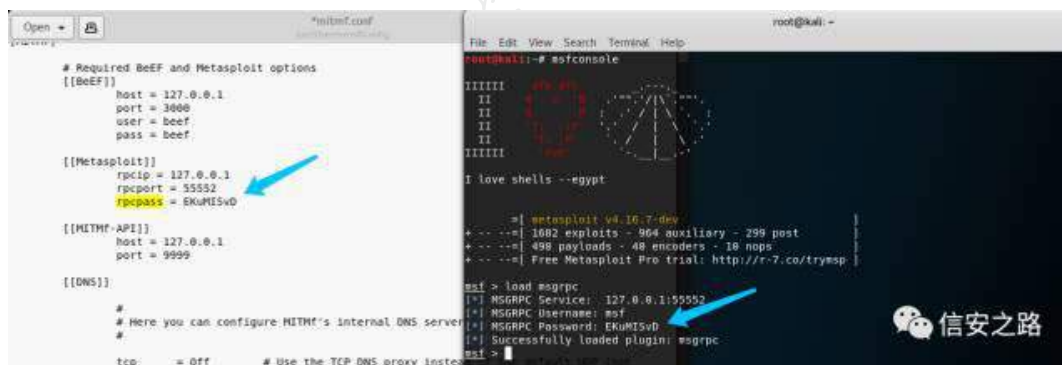 Open
*mitmf.conf
# Required BeEF and Metasploit options
[[BeEF]]
host = 127.0.0.1
port = 3000
user = beef
pass = beef
[[Metasploit]]
rpcip = 127.0.0.1
rpcport = 55552
rpcpass = EKuMISvD
[[MITMf-API]]
host = 127.0.0.1
port = 9999
[[DNS]]
#
# Here you can configure MITMf's internal DNS server
#
tcp = Off # Use the TCP DNS proxy instea
root@kali: ~
File Edit View Search Terminal Help
root@kali:~# msfconsole
IIIIII
II
II
II
II
IIIIII
I love shells --egypt
=[ metasploit v4.16.7-dev ]
+ -- --=[ 1682 exploits - 964 auxiliary - 299 post ]
+ -- --=[ 498 payloads - 40 encoders - 10 nops ]
+ -- --=[ Free Metasploit Pro trial: http://r-7.co/trymsp ]
msf > load msgrpc
[*] MSGRPC Service: 127.0.0.1:55552
[*] MSGRPC Username: msf
[*] MSGRPC Password: EKuMISvD
[*] Successfully loaded plugin: msgrpc
msf >
信安之路